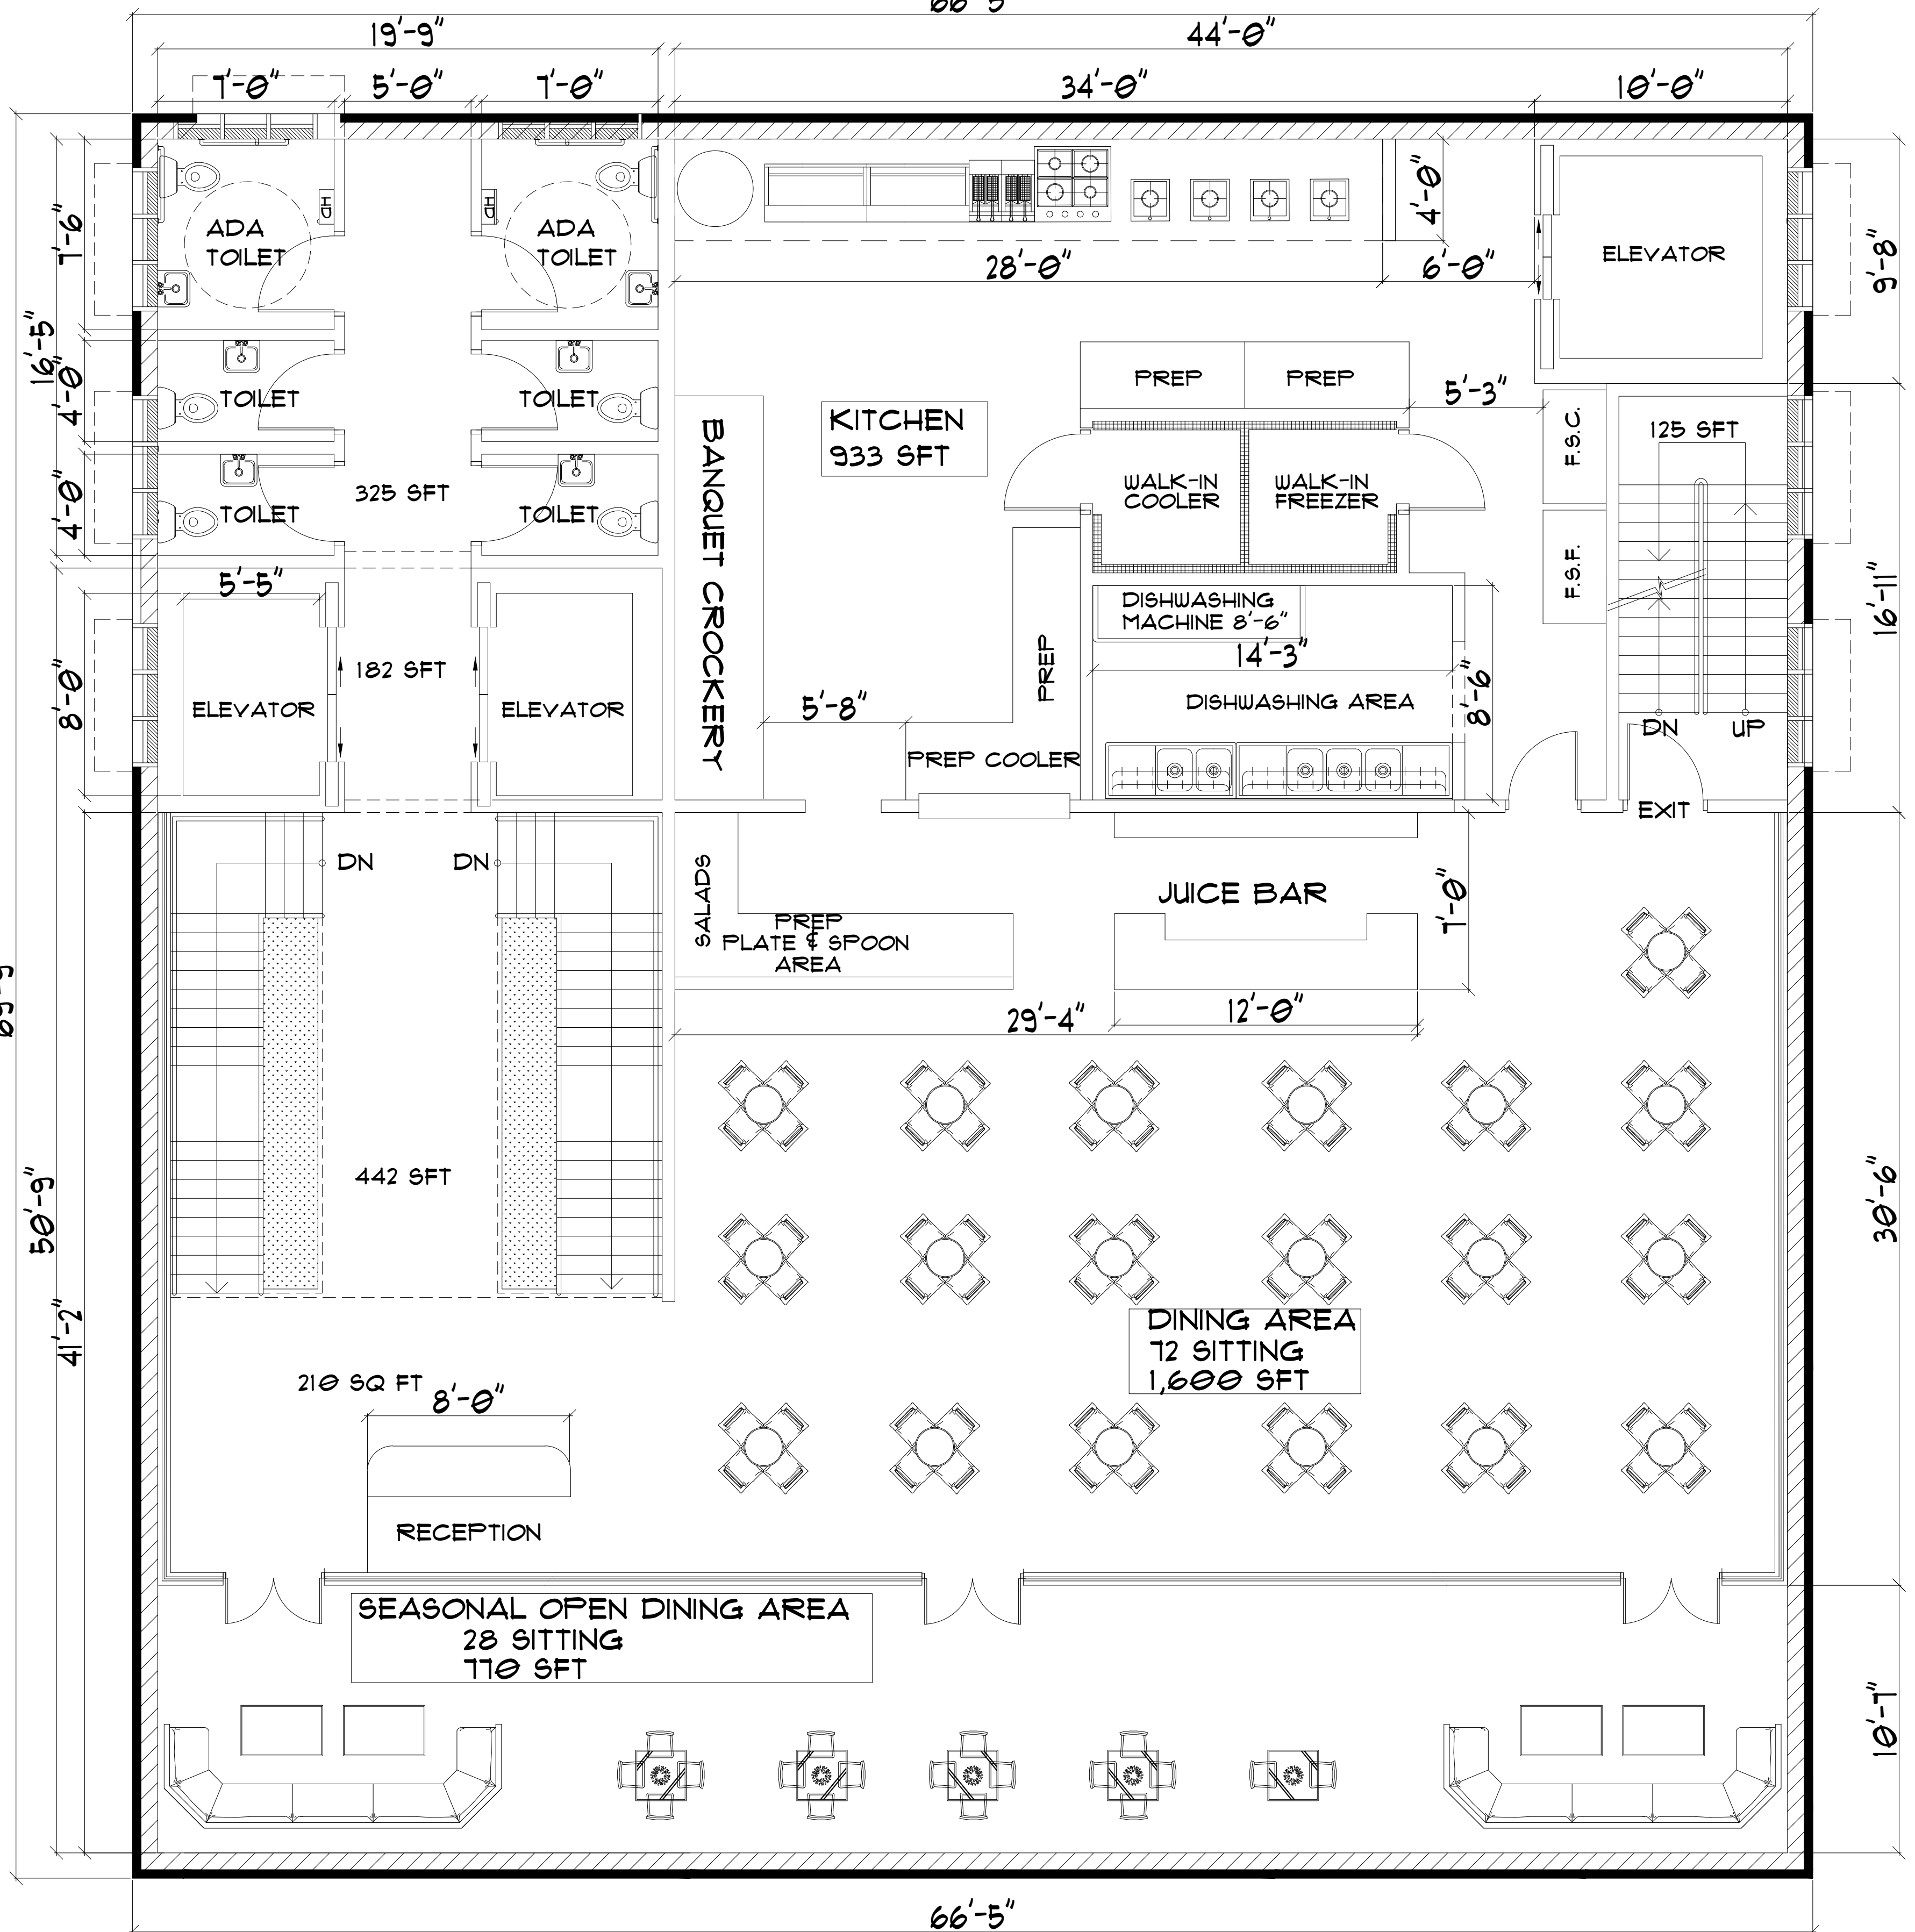 66'-5"
19'-9"
44'-0"
7'-0"
5'-0"
7'-0"
34'-0"
10'-0"
4'-0"
HD
HD
ADA
TOILET
ADA
TOILET
7'-6"
28'-0"
6'-0"
ELEVATOR
9'-8"
16'-5"
4'-0"
TOILET
TOILET
PREP
PREP
5'-3"
KITCHEN
933 SFT
F.S.C.
125 SFT
BANQUET CROCKERY
WALK-IN
COOLER
WALK-IN
FREEZER
4'-0"
325 SFT
TOILET
TOILET
F.S.F.
5'-5"
DISHWASHING
MACHINE 8'-6"
16'-11"
14'-3"
182 SFT
PREP
8'-0"
ELEVATOR
ELEVATOR
5'-8"
DISHWASHING AREA
8'-6"
DN
UP
PREP COOLER
EXIT
DN
DN
SALADS
JUICE BAR
7'-0"
PREP
PLATE & SPOON
AREA
69'-9
29'-4"
12'-0"
442 SFT
50'-9"
30'-6"
41'-2"
DINING AREA
72 SITTING
1,600 SFT
210 SQ FT
8'-0"
RECEPTION
SEASONAL OPEN DINING AREA
28 SITTING
770 SFT
10'-7"
66'-5"